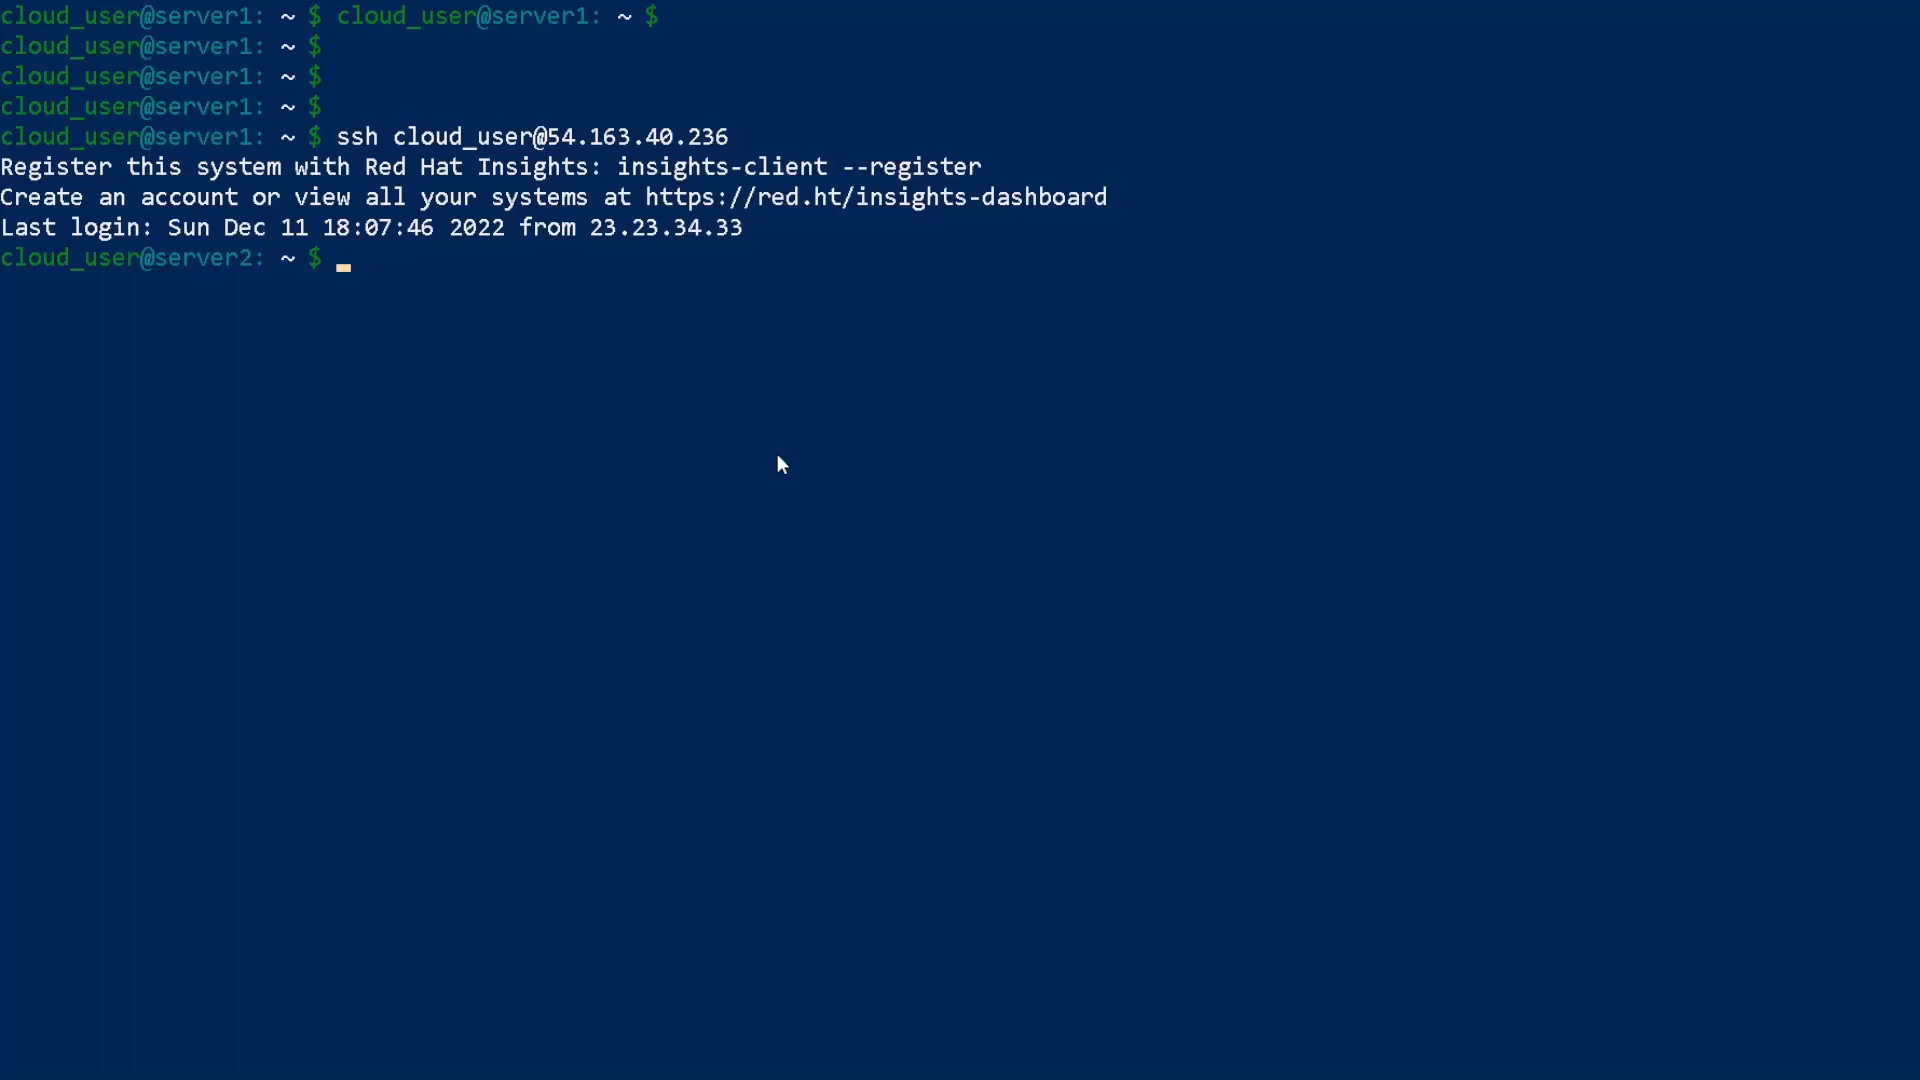 cloud_user@server1: ~ $ cloud_user@server1: ~ $
cloud_user@server1: ~ $
cloud_user@server1: ~ $
cloud_user@server1: ~ $
cloud_user@server1: ~ $ ssh cloud_user@54.163.40.236
Register this system with Red Hat Insights: insights-client --register
Create an account or view all your systems at https://red.ht/insights-dashboard
Last login: Sun Dec 11 18:07:46 2022 from 23.23.34.33
cloud_user@server2: ~ $